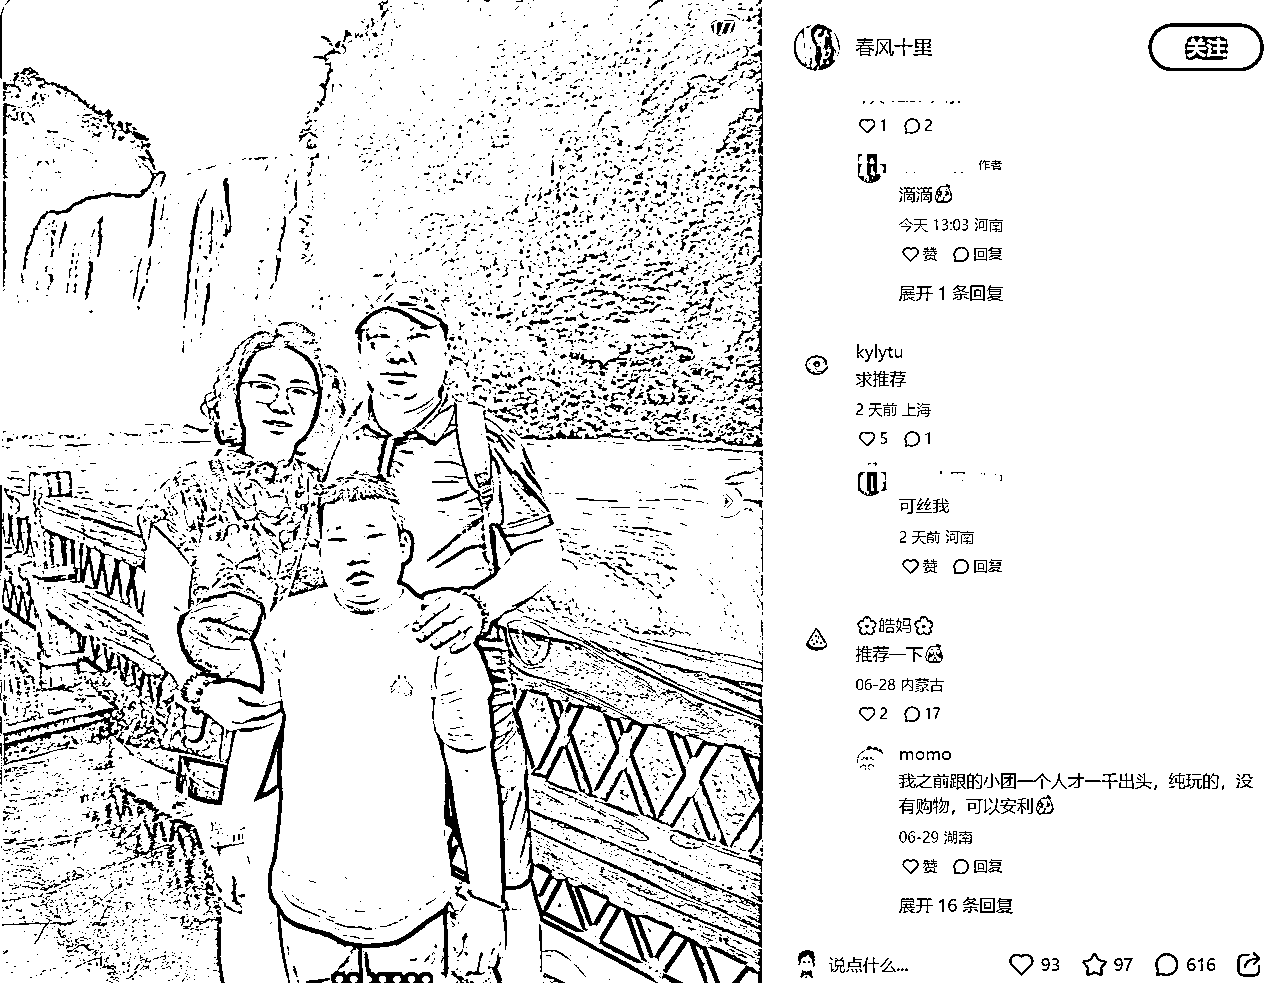 春风十里
关注
1 2
作者
滴滴
今天 13:03 河南
赞 回复
展开 1 条回复
kylytu
求推荐
2 天前 上海
5 1
可丝我
2 天前 河南
赞 回复
皓妈
推荐一下
06-28 内蒙古
2 17
momo
我之前跟的小团一个人才一千出头，纯玩的，没
有购物，可以安利
06-29 湖南
赞 回复
展开 16 条回复
说点什么...
93 97 616